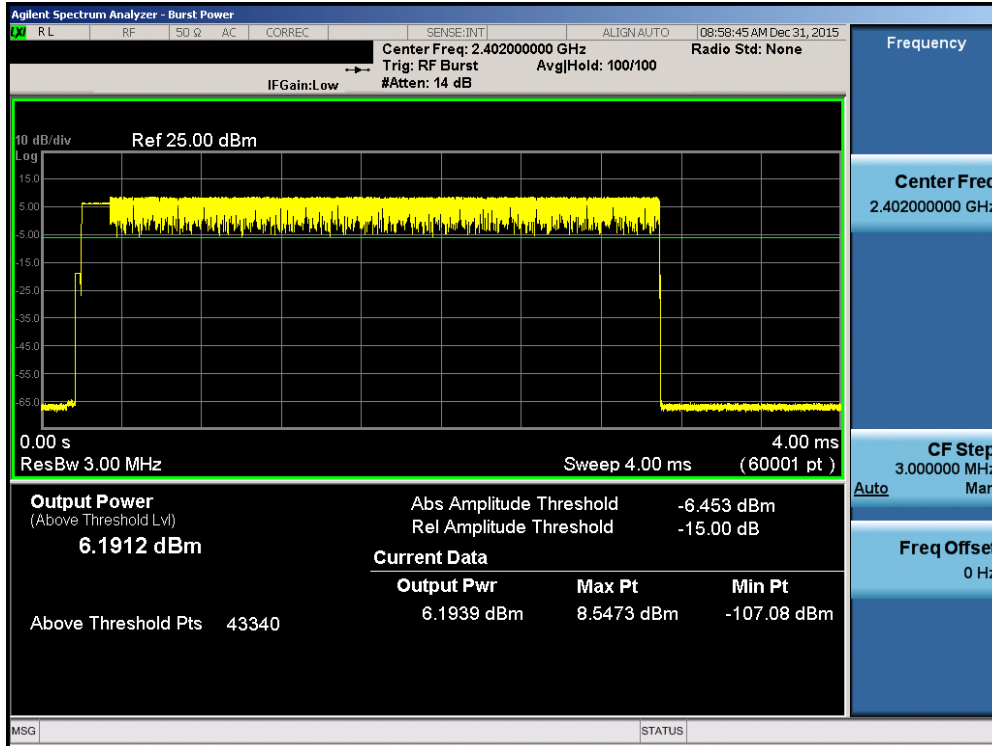 Agilent Spectrum Analyzer - Burst Power
LXI RL RF 50 Ω AC CORREC SENSE:INT ALIGN AUTO 08:58:45 AM Dec 31, 2015
Center Freq: 2.402000000 GHz Radio Std: None
Trig: RF Burst Avg|Hold: 100/100
IFGain:Low #Atten: 14 dB
10 dB/div Ref 25.00 dBm
Log
15.0
5.00
-5.00
-15.0
-25.0
-35.0
-45.0
-55.0
-65.0
0.00 s 4.00 ms
ResBw 3.00 MHz Sweep 4.00 ms (60001 pt)
Output Power
(Above Threshold Lvl)
6.1912 dBm
Above Threshold Pts 43340
Abs Amplitude Threshold -6.453 dBm
Rel Amplitude Threshold -15.00 dB
Current Data
Output Pwr Max Pt Min Pt
6.1939 dBm 8.5473 dBm -107.08 dBm
Frequency
Center Freq
2.402000000 GHz
CF Step
3.000000 MHz
Auto Man
Freq Offset
0 Hz
MSG STATUS